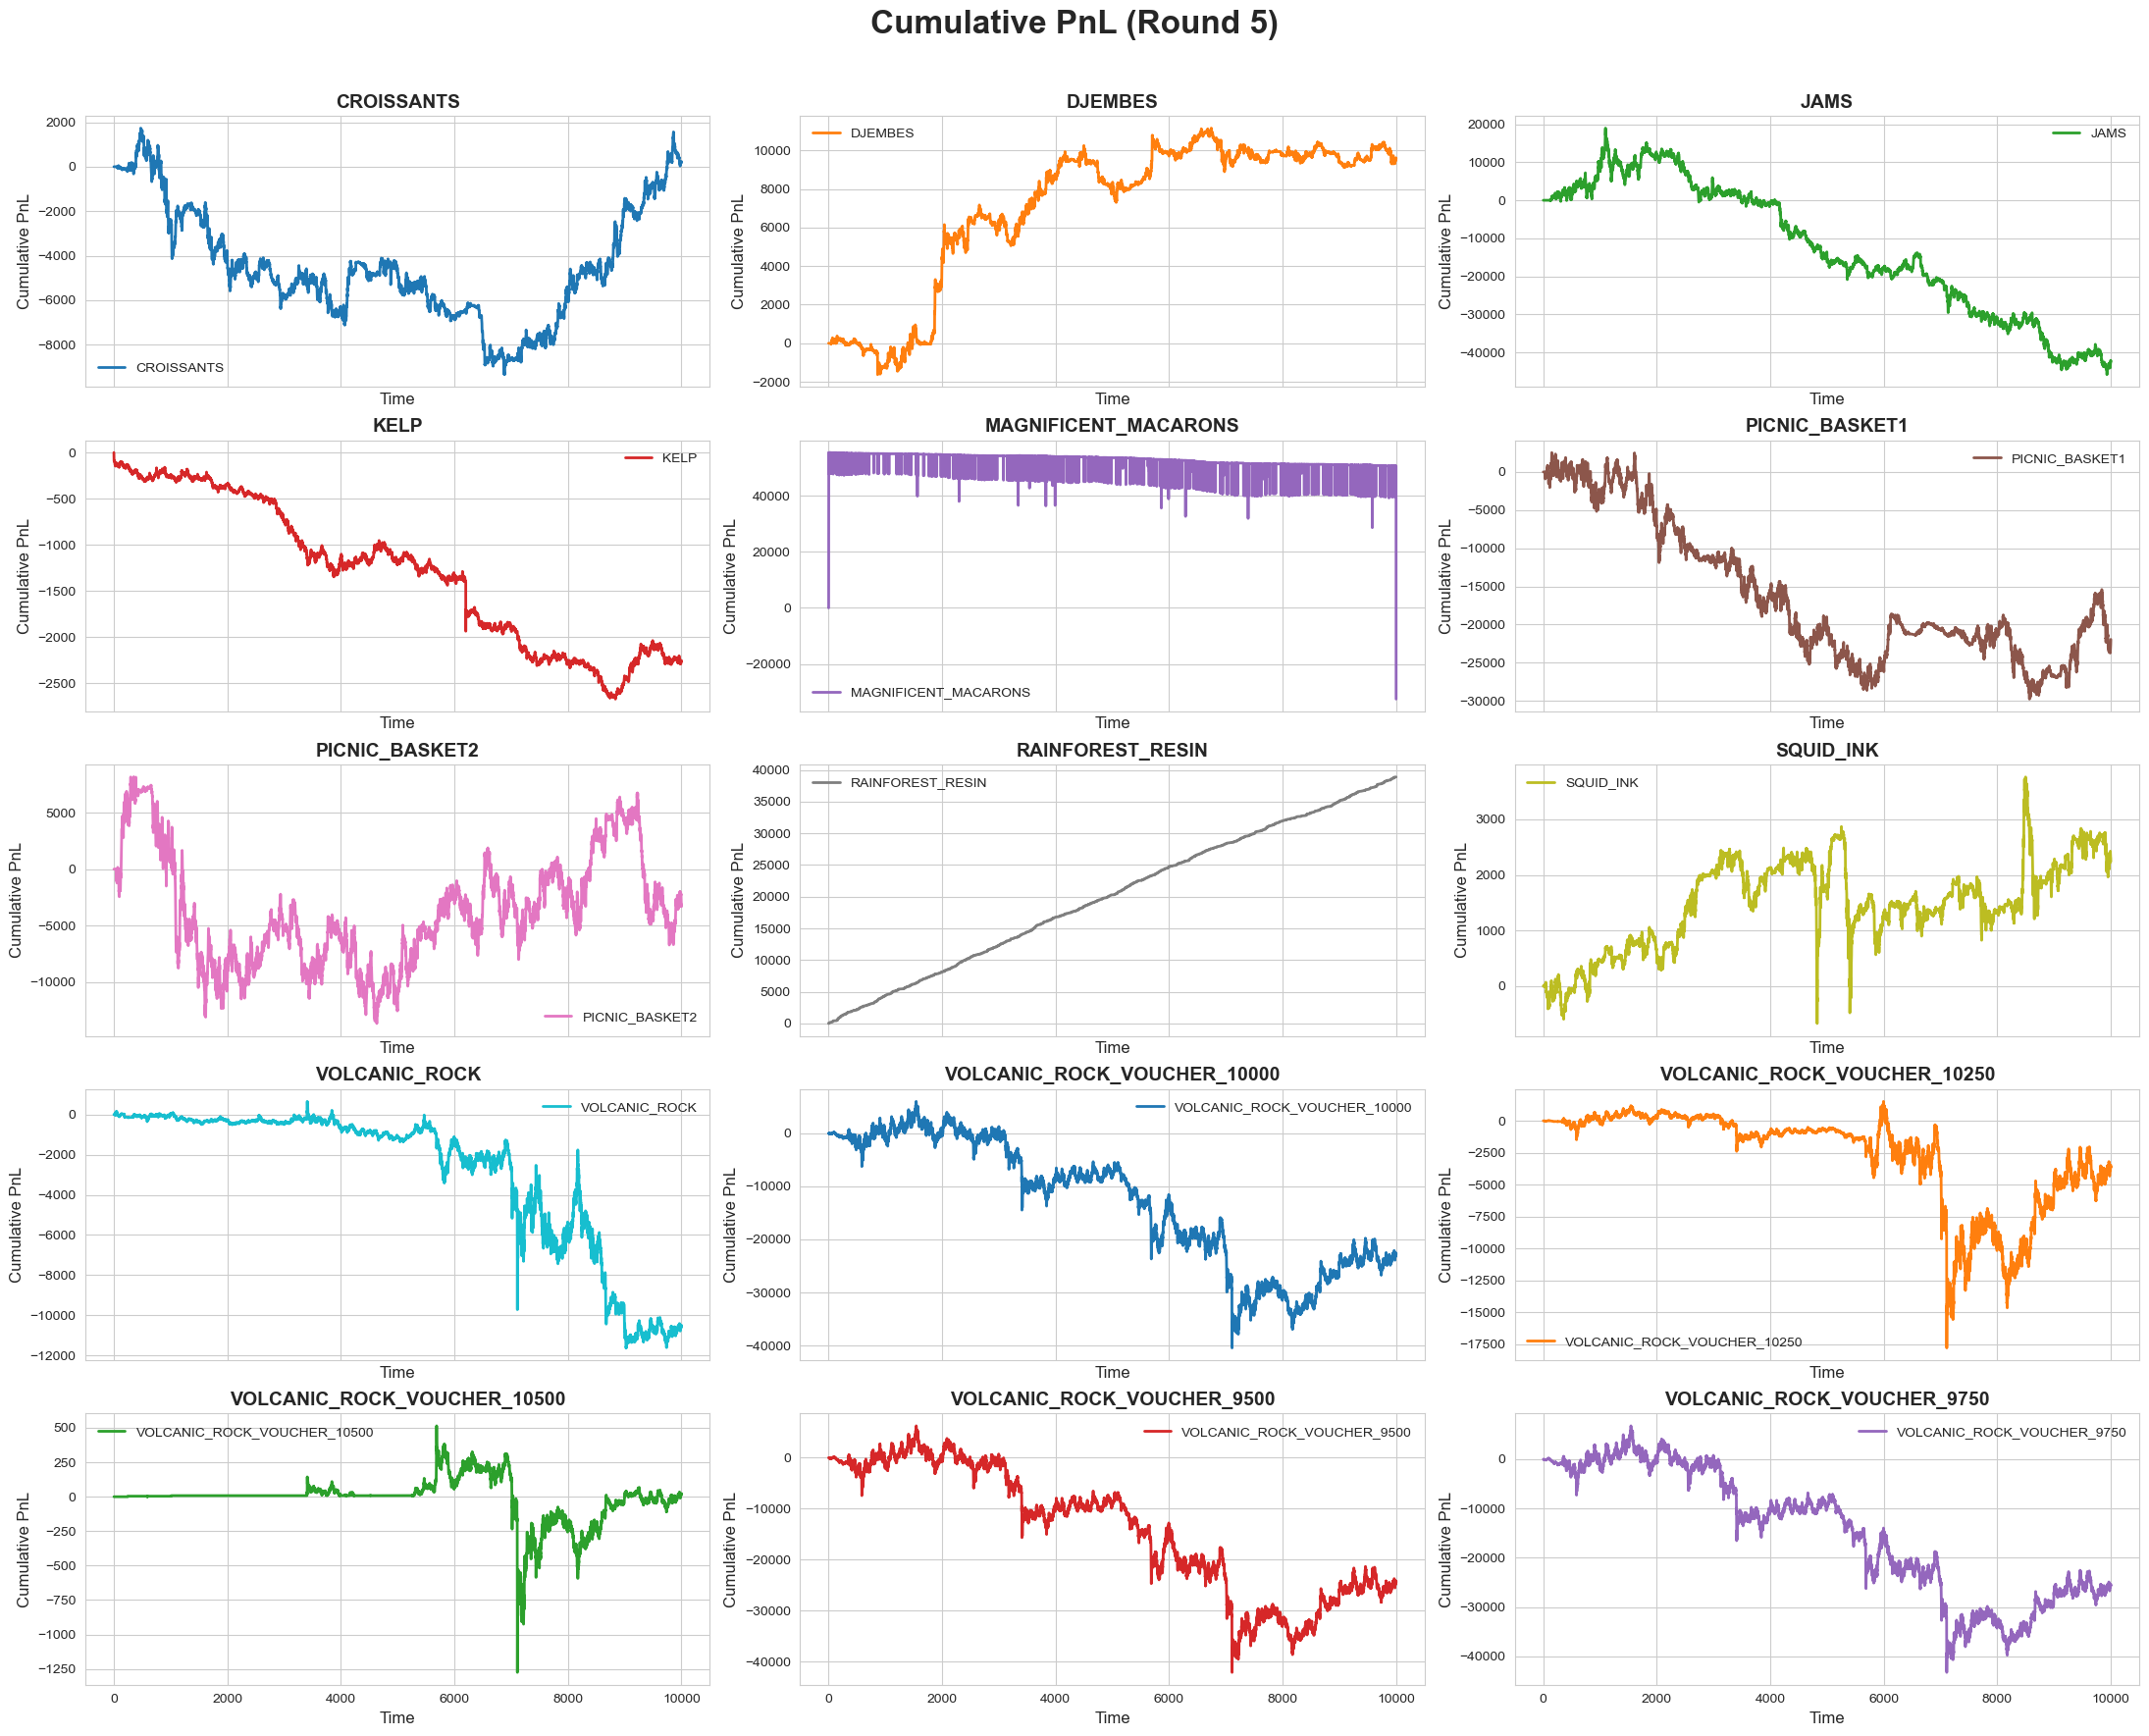 Cumulative PnL (Round 5)
CROISSANTS
2000
0
−2000
−4000
−6000
−8000
Cumulative PnL
CROISSANTS
Time
DJEMBES
10000
8000
6000
4000
2000
0
−2000
Cumulative PnL
DJEMBES
Time
JAMS
20000
10000
0
−10000
−20000
−30000
−40000
Cumulative PnL
JAMS
Time
KELP
0
−500
−1000
−1500
−2000
−2500
Cumulative PnL
KELP
Time
MAGNIFICENT_MACARONS
40000
20000
0
−20000
Cumulative PnL
MAGNIFICENT_MACARONS
Time
PICNIC_BASKET1
0
−5000
−10000
−15000
−20000
−25000
−30000
Cumulative PnL
PICNIC_BASKET1
Time
PICNIC_BASKET2
5000
0
−5000
−10000
Cumulative PnL
PICNIC_BASKET2
Time
RAINFOREST_RESIN
40000
35000
30000
25000
20000
15000
10000
5000
0
Cumulative PnL
RAINFOREST_RESIN
Time
SQUID_INK
3000
2000
1000
0
Cumulative PnL
SQUID_INK
Time
VOLCANIC_ROCK
0
−2000
−4000
−6000
−8000
−10000
−12000
Cumulative PnL
VOLCANIC_ROCK
Time
VOLCANIC_ROCK_VOUCHER_10000
0
−10000
−20000
−30000
−40000
Cumulative PnL
VOLCANIC_ROCK_VOUCHER_10000
Time
VOLCANIC_ROCK_VOUCHER_10250
0
−2500
−5000
−7500
−10000
−12500
−15000
−17500
Cumulative PnL
VOLCANIC_ROCK_VOUCHER_10250
Time
VOLCANIC_ROCK_VOUCHER_10500
500
250
0
−250
−500
−750
−1000
−1250
Cumulative PnL
VOLCANIC_ROCK_VOUCHER_10500
0 2000 4000 6000 8000 10000
Time
VOLCANIC_ROCK_VOUCHER_9500
0
−10000
−20000
−30000
−40000
Cumulative PnL
VOLCANIC_ROCK_VOUCHER_9500
0 2000 4000 6000 8000 10000
Time
VOLCANIC_ROCK_VOUCHER_9750
0
−10000
−20000
−30000
−40000
Cumulative PnL
VOLCANIC_ROCK_VOUCHER_9750
0 2000 4000 6000 8000 10000
Time